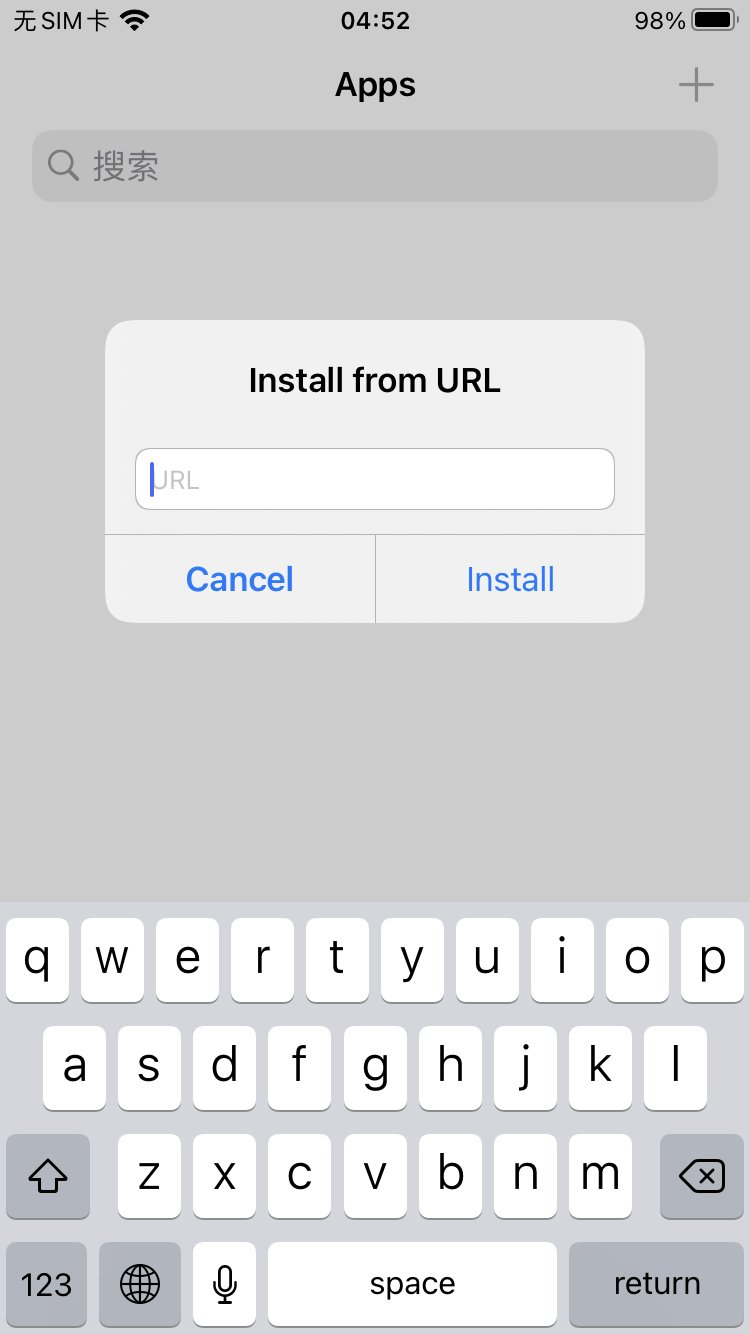 无SIM卡 04:52 98%
Apps
搜索
Install from URL
URL
Cancel Install
q w e r t y u i o p
a s d f g h j k l
z x c v b n m
123 space return